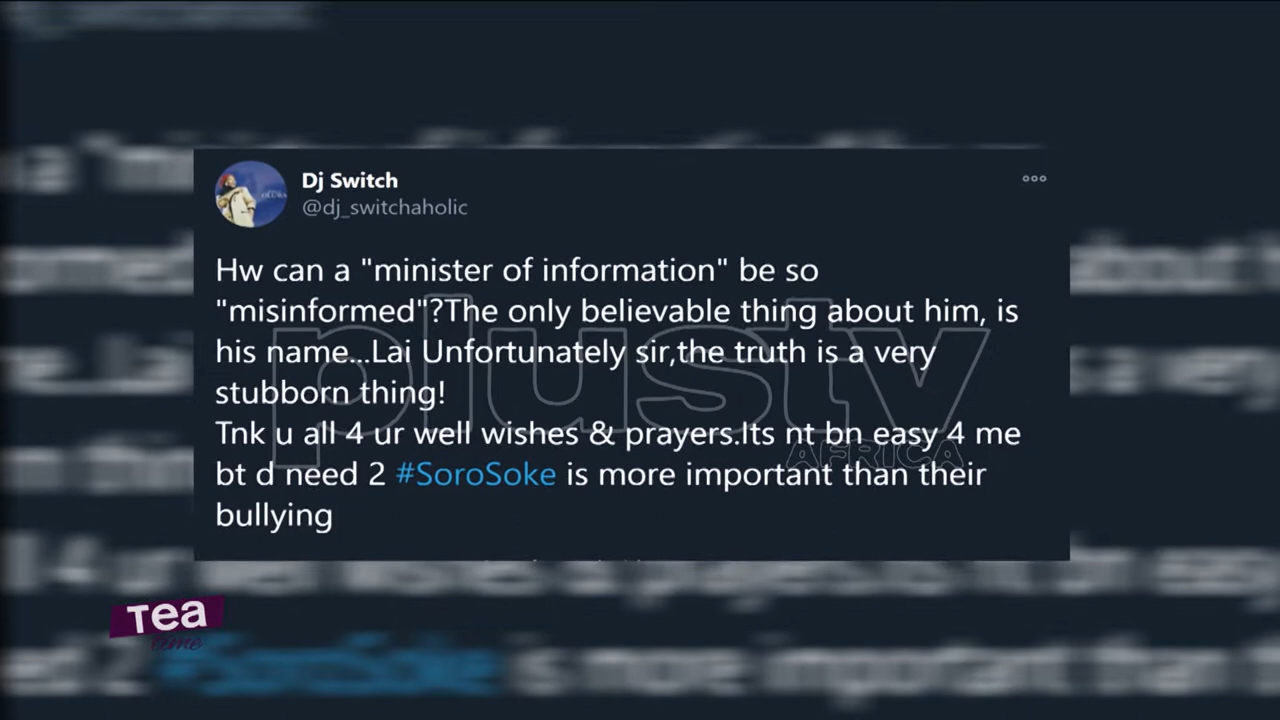 Dj Switch
@dj_switchaholic
Hw can a "minister of information" be so
"misinformed"?The only believable thing about him, is
his name...Lai Unfortunately sir,the truth is a very
stubborn thing!
Tnk u all 4 ur well wishes & prayers.Its nt bn easy 4 me
bt d need 2 #SoroSoke is more important than their
bullying
plustv
AFRICA
Tea
time